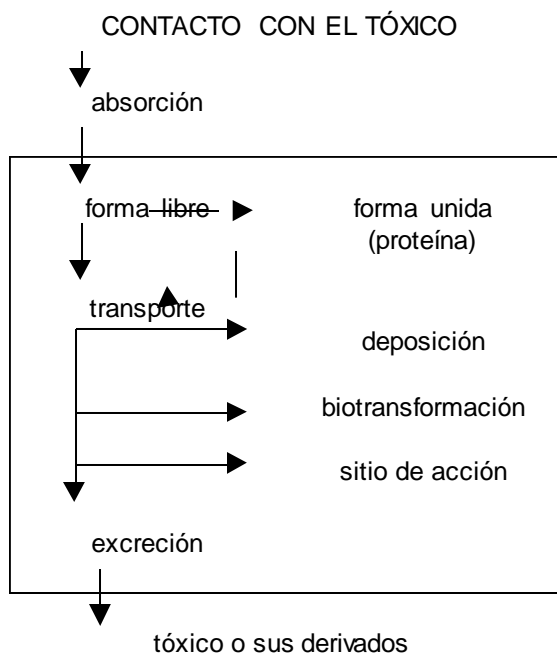 CONTACTO CON EL TÓXICO
absorción
forma libre
forma unida
(proteína)
transporte
deposición
biotransformación
sitio de acción
excreción
tóxico o sus derivados